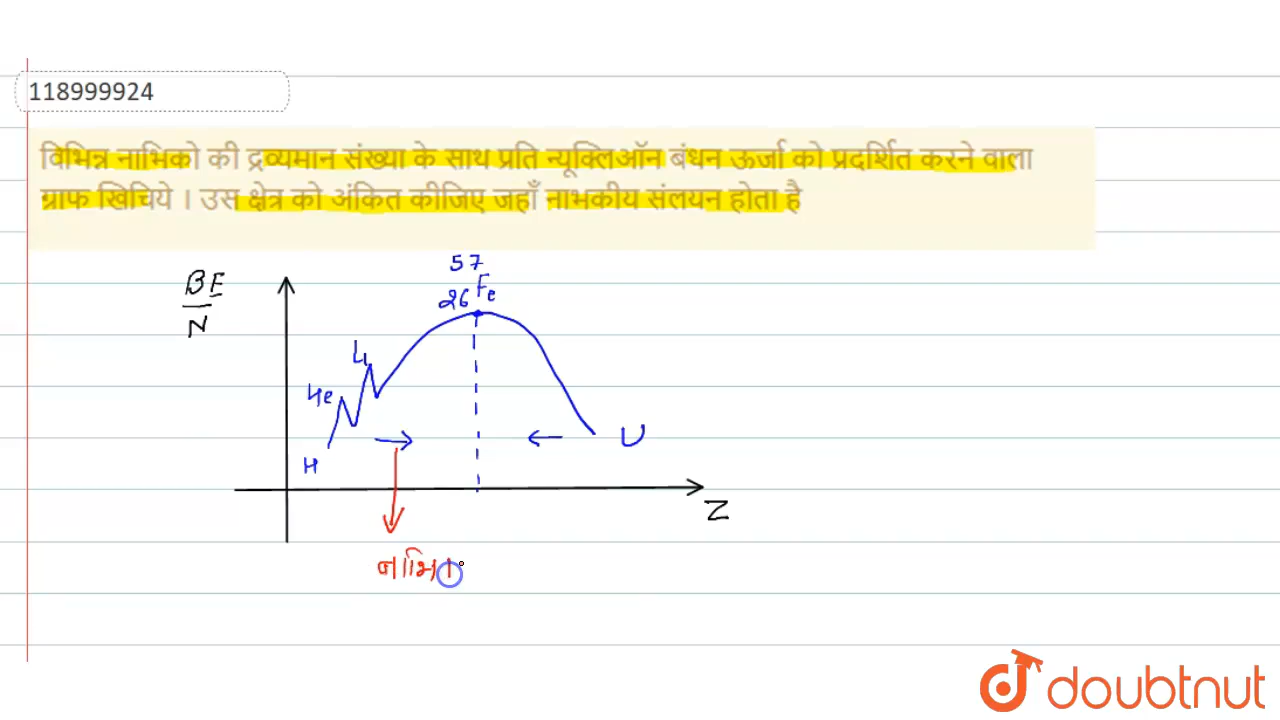 118999924
विभिन्न नाभिको की द्रव्यमान संख्या के साथ प्रति न्यूक्लिऑन बंधन ऊर्जा को प्रदर्शित करने वाला
ग्राफ खिचिये । उस क्षेत्र को अंकित कीजिए जहाँ नाभकीय संलयन होता है
57
26 Fe
BE
N
Li
He
H
U
Z
doubtnut